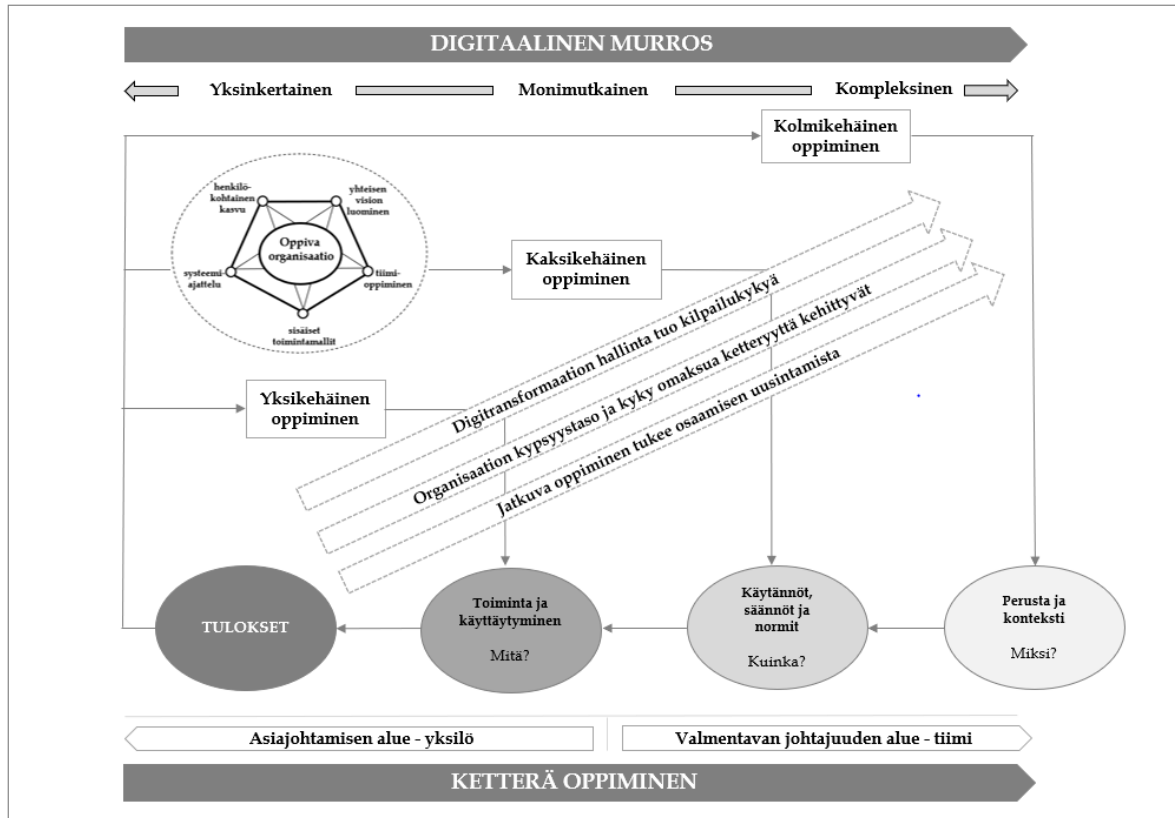 DIGITAALINEN MURROS
Yksinkertainen
Monimutkainen
Kompleksinen
Kolmikehäinen
oppiminen
henkilö-
kohtainen
kasvu
yhteisen
vision
luominen
Oppiva
organisaatio
systeemi-
ajattelu
tiimi-
oppiminen
sisäiset
toimintamallit
Kaksikehäinen
oppiminen
Yksikehäinen
oppiminen
Digitransformaation hallinta tuo kilpailukykyä
Organisaation kypsyystaso ja kyky omaksua ketteryyttä kehittyvät
Jatkuva oppiminen tukee osaamisen uusintamista
TULOKSET
Toiminta ja
käyttäytyminen
Mitä?
Käytännöt,
säännöt ja
normit
Kuinka?
Perusta ja
konteksti
Miksi?
Asiajohtamisen alue - yksilö
Valmentavan johtajuuden alue - tiimi
KETTERÄ OPPIMINEN